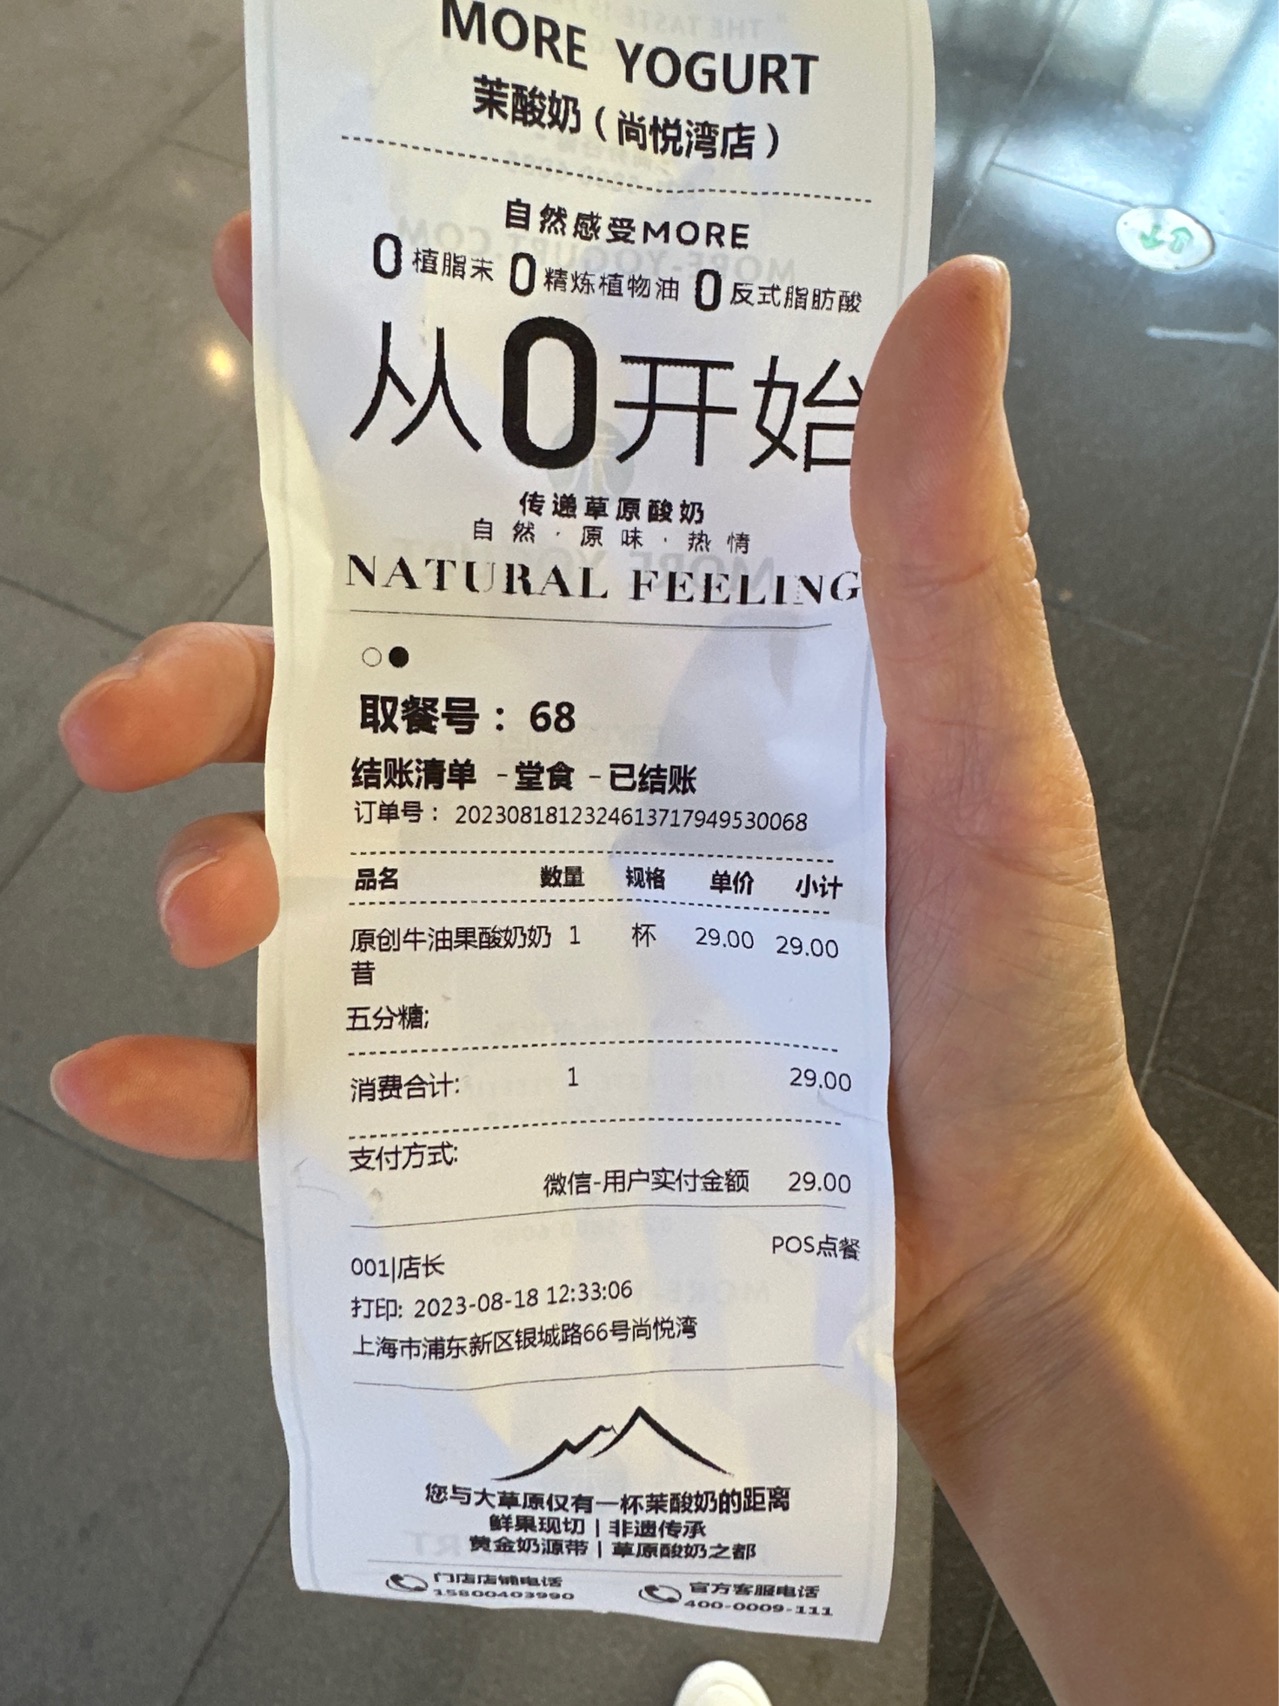 MORE YOGURT
茉酸奶（尚悦湾店）
自然感受MORE
0植脂末 0精炼植物油 0反式脂肪酸
从0开始
传递草原酸奶
自然·原味·热情
NATURAL FEELING
取餐号：68
结账清单 -堂食 -已结账
订单号：2023081812324613717949530068
品名 数量 规格 单价 小计
原创牛油果酸奶奶 1 杯 29.00 29.00
昔
五分糖;
消费合计: 1 29.00
支付方式:
微信-用户实付金额 29.00
POS点餐
001|店长
打印: 2023-08-18 12:33:06
上海市浦东新区银城路66号尚悦湾
您与大草原仅有一杯茉酸奶的距离
鲜果现切 | 非遗传承
黄金奶源带 | 草原酸奶之都
门店店铺电话 官方客服电话
15800403990 400-0009-111